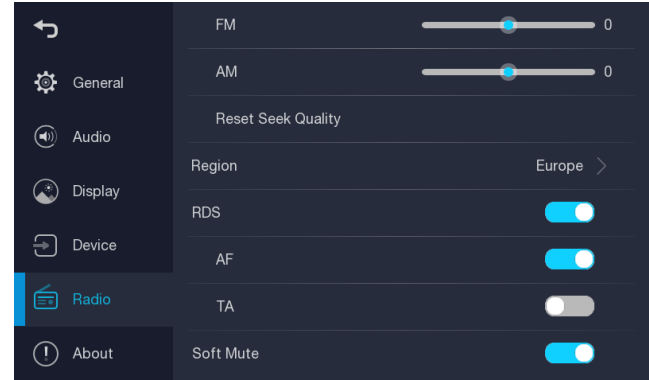 General
Audio
Display
Device
Radio
About
FM 0
AM 0
Reset Seek Quality
Region Europe
RDS
AF
TA
Soft Mute